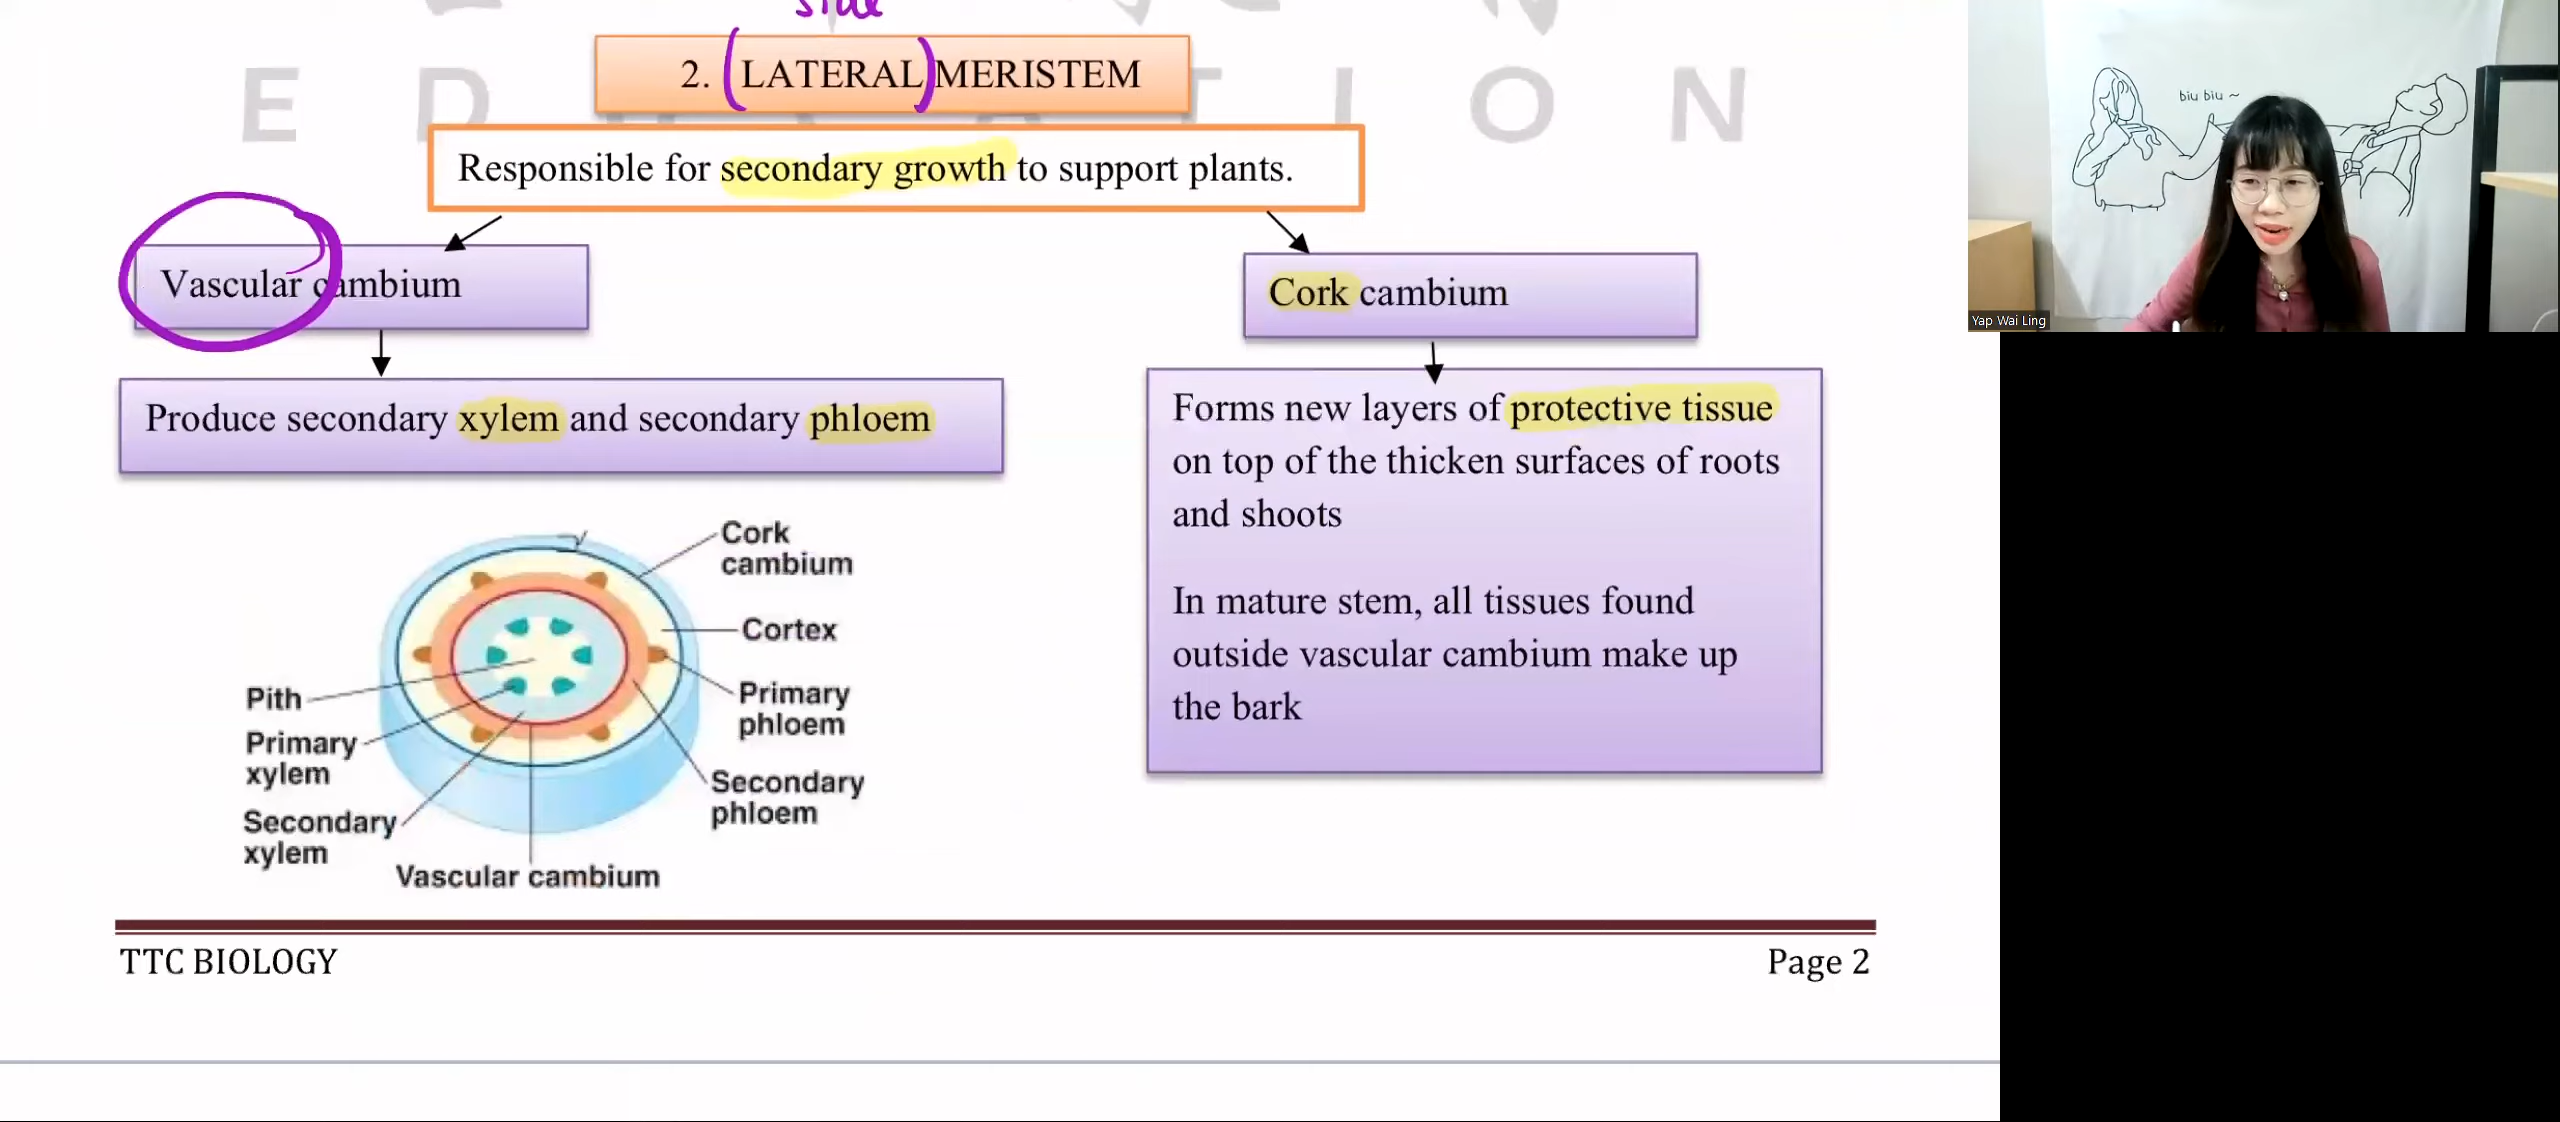 side
2. LATERAL MERISTEM
EDUCATION
Responsible for secondary growth to support plants.
Vascular cambium
Cork cambium
Produce secondary xylem and secondary phloem
Forms new layers of protective tissue
on top of the thicken surfaces of roots
and shoots
In mature stem, all tissues found
outside vascular cambium make up
the bark
Cork
cambium
Cortex
Primary
phloem
Secondary
phloem
Pith
Primary
xylem
Secondary
xylem
Vascular cambium
TTC BIOLOGY
Page 2
biu biu ~
Yap Wai Ling